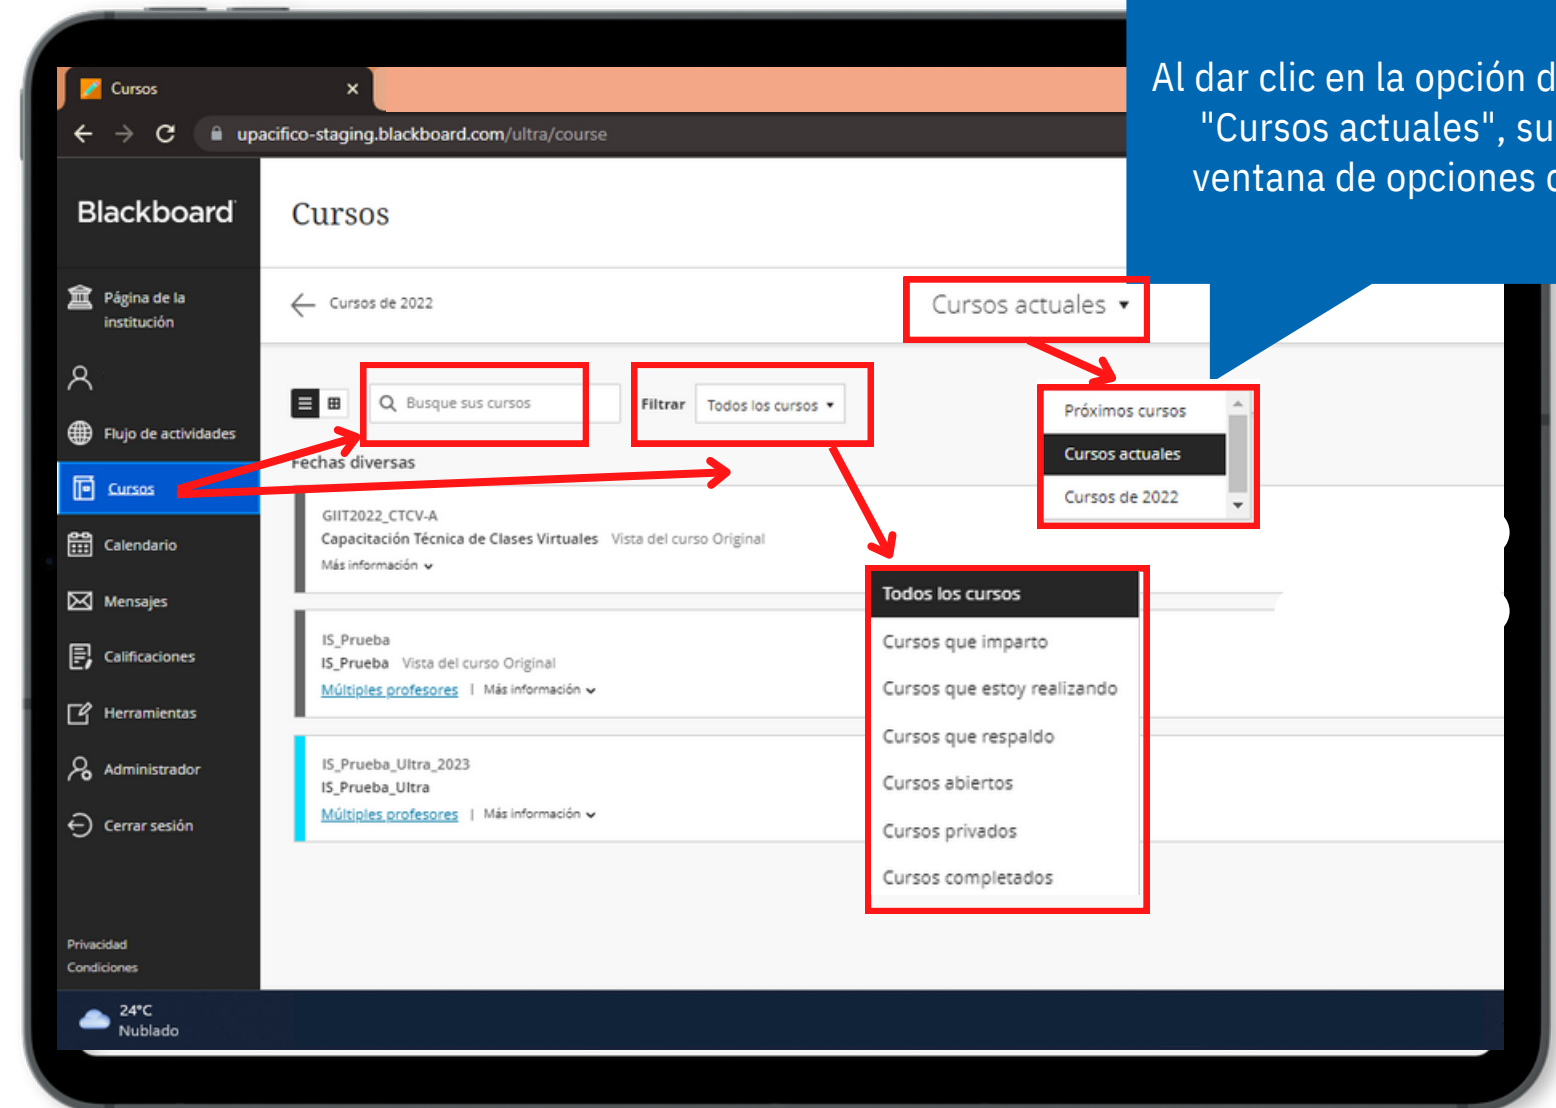 Al dar clic en la opción
"Cursos actuales",
ventana de opciones
Cursos
upacifico-staging.blackboard.com/ultra/course
Blackboard
Cursos
Página de la
institución
Flujo de actividades
Cursos
Calendario
Mensajes
Calificaciones
Herramientas
Administrador
Cerrar sesión
Privacidad
Condiciones
Cursos de 2022
Cursos actuales
Busque sus cursos
Filtrar
Todos los cursos
Próximos cursos
Cursos actuales
Cursos de 2022
Fechas diversas
GIIT2022_CTCV-A
Capacitación Técnica de Clases Virtuales Vista del curso Original
Más información
IS_Prueba
IS_Prueba Vista del curso Original
Múltiples profesores | Más información
IS_Prueba_Ultra_2023
IS_Prueba_Ultra
Múltiples profesores | Más información
Todos los cursos
Cursos que imparto
Cursos que estoy realizando
Cursos que respaldo
Cursos abiertos
Cursos privados
Cursos completados
24°C
Nublado